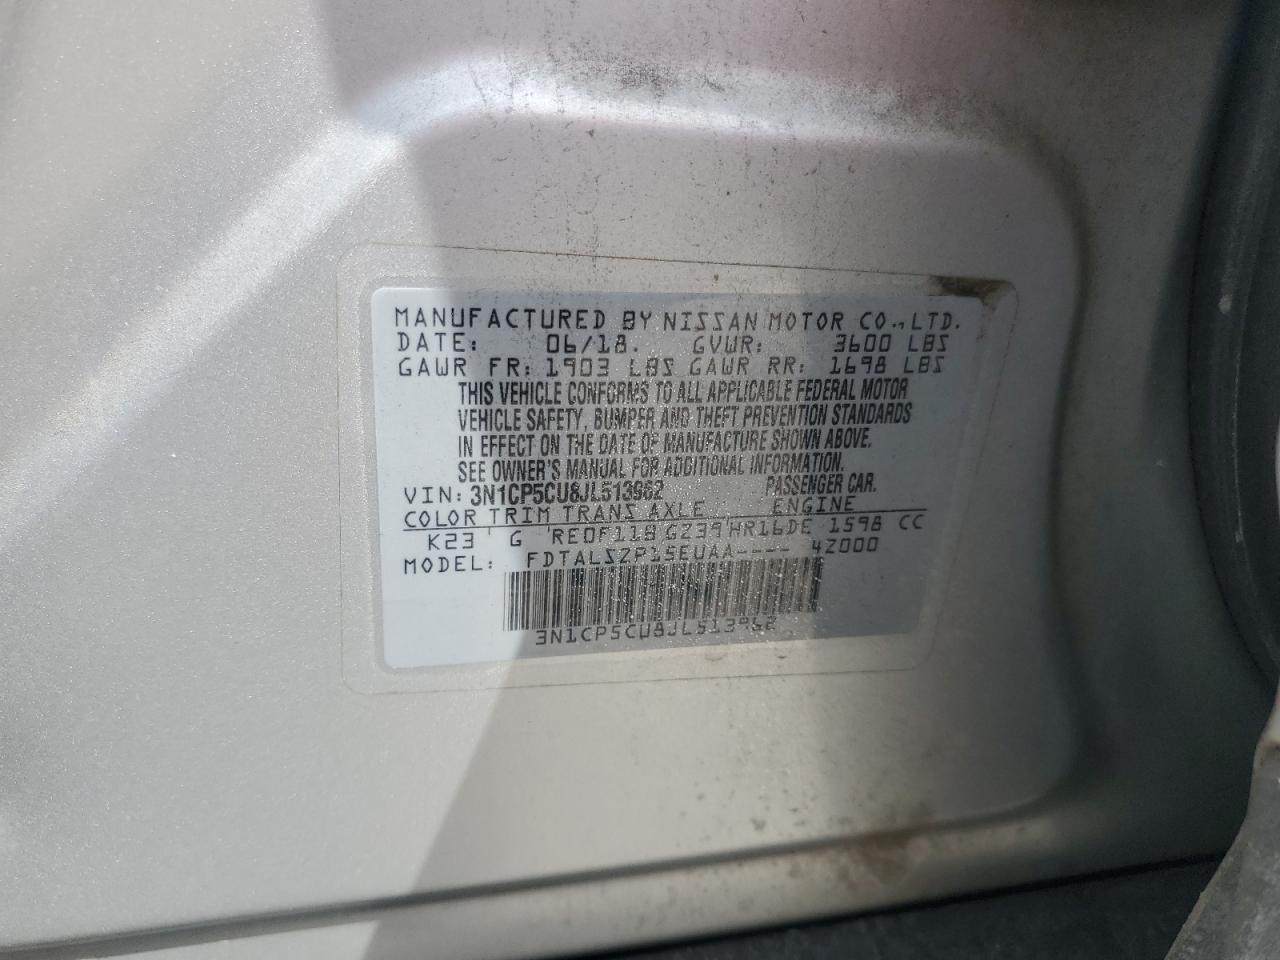 MANUFACTURED BY NISSAN MOTOR CO.,LTD.
DATE: 06/18. GVWR: 3600 LBS
GAWR FR: 1903 LBS GAWR RR: 1698 LBS
THIS VEHICLE CONFORMS TO ALL APPLICABLE FEDERAL MOTOR
VEHICLE SAFETY, BUMPER AND THEFT PREVENTION STANDARDS
IN EFFECT ON THE DATE OF MANUFACTURE SHOWN ABOVE.
SEE OWNER'S MANUAL FOR ADDITIONAL INFORMATION.
VIN: 3N1CP5CU8JL513962 PASSENGER CAR.
COLOR TRIM TRANS AXLE ENGINE
K23 G RE0F11B GZ39 HR16DE 1598 CC
MODEL: FDTALSZP15EUAA---- 4Z000
3N1CP5CU8JL513962